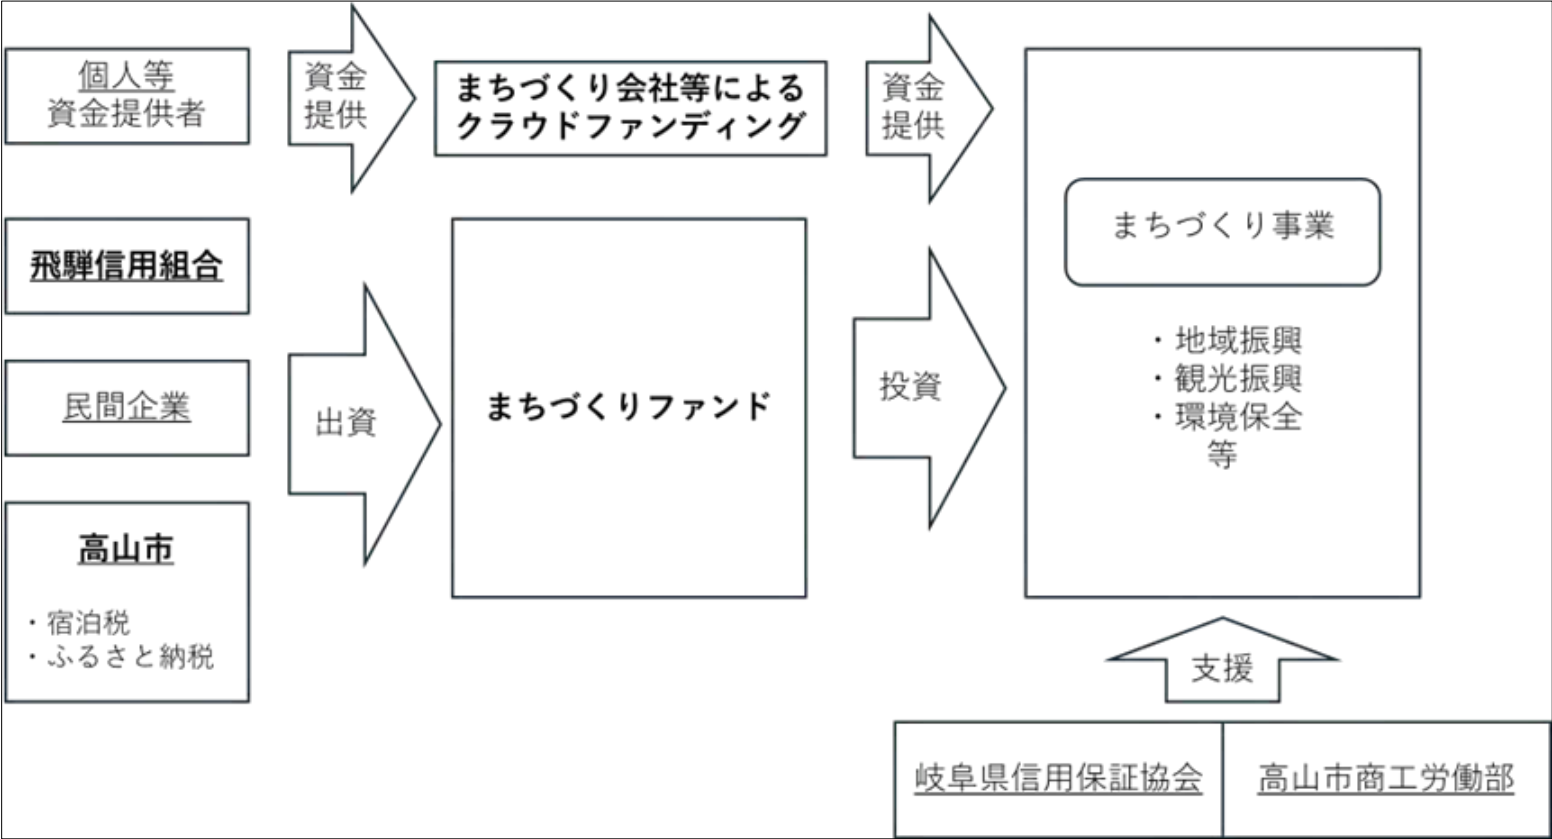 個人等
資金提供者
資金
提供
まちづくり会社等による
クラウドファンディング
資金
提供
飛騨信用組合
民間企業
高山市
・宿泊税
・ふるさと納税
出資
まちづくりファンド
投資
まちづくり事業
・地域振興
・観光振興
・環境保全
等
支援
岐阜県信用保証協会
高山市商工労働部